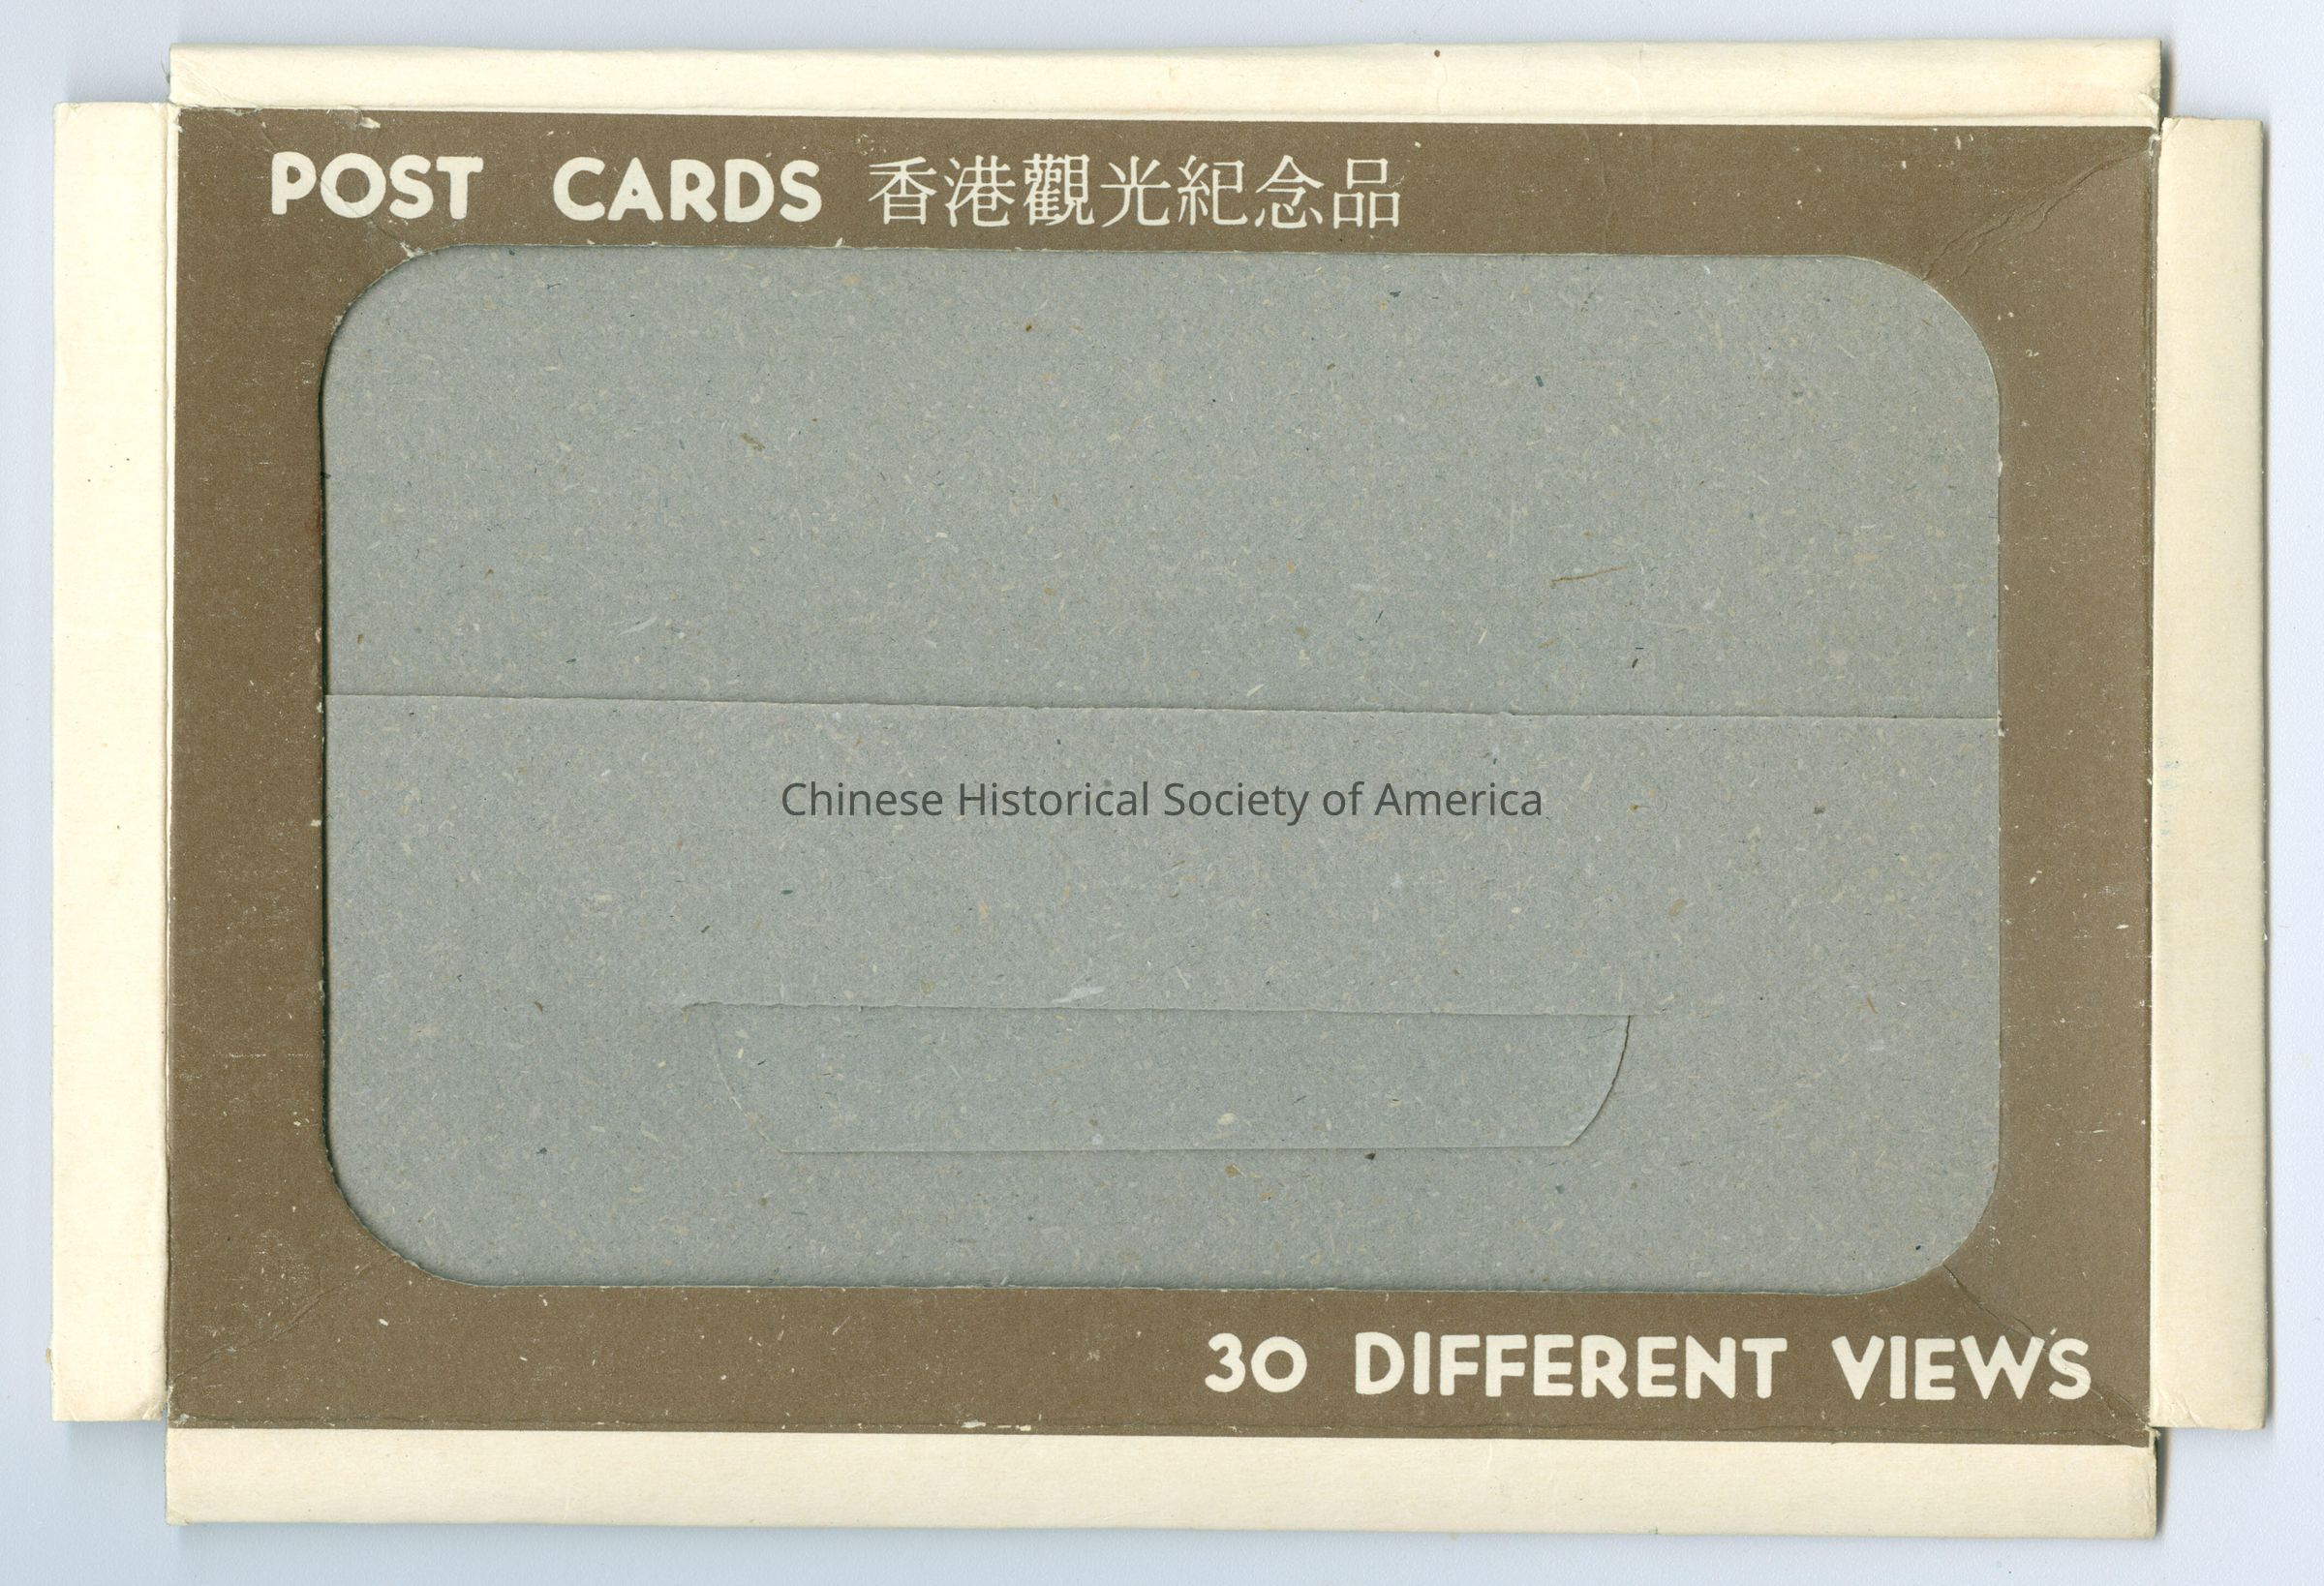 POST CARDS 香港觀光紀念品
Chinese Historical Society of America
30 DIFFERENT VIEWS